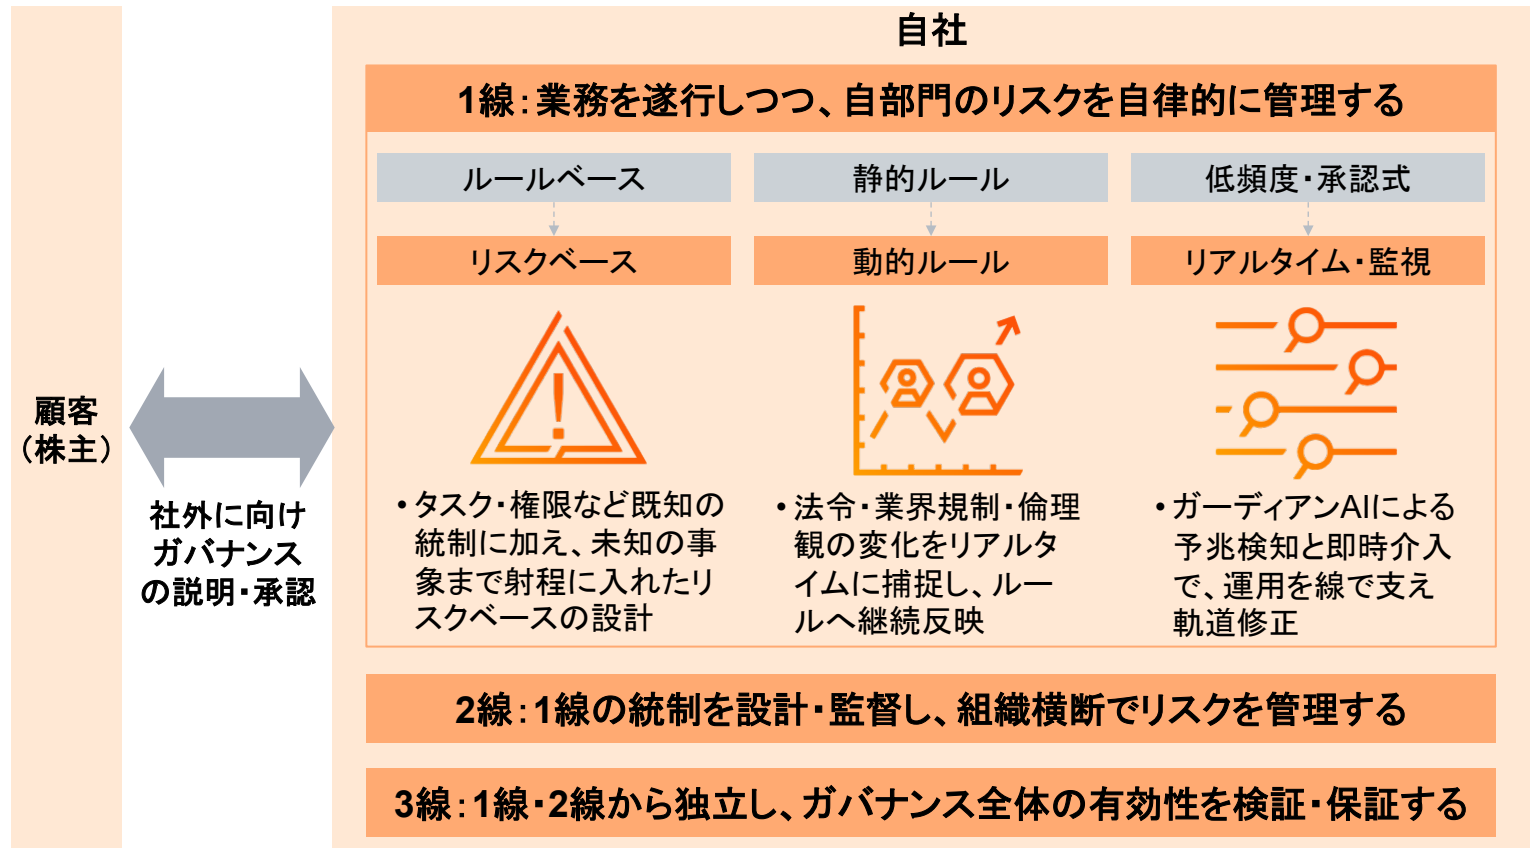 自社
1線：業務を遂行しつつ、自部門のリスクを自律的に管理する
ルールベース
静的ルール
低頻度・承認式
リスクベース
動的ルール
リアルタイム・監視
• タスク・権限など既知の
統制に加え、未知の事
象まで射程に入れたリ
スクベースの設計
• 法令・業界規制・倫理
観の変化をリアルタ
イムに捕捉し、ルー
ルへ継続反映
• ガーディアンAIによる
予兆検知と即時介入
で、運用を線で支え
軌道修正
顧客
（株主）
社外に向け
ガバナンス
の説明・承認
2線：1線の統制を設計・監督し、組織横断でリスクを管理する
3線：1線・2線から独立し、ガバナンス全体の有効性を検証・保証する